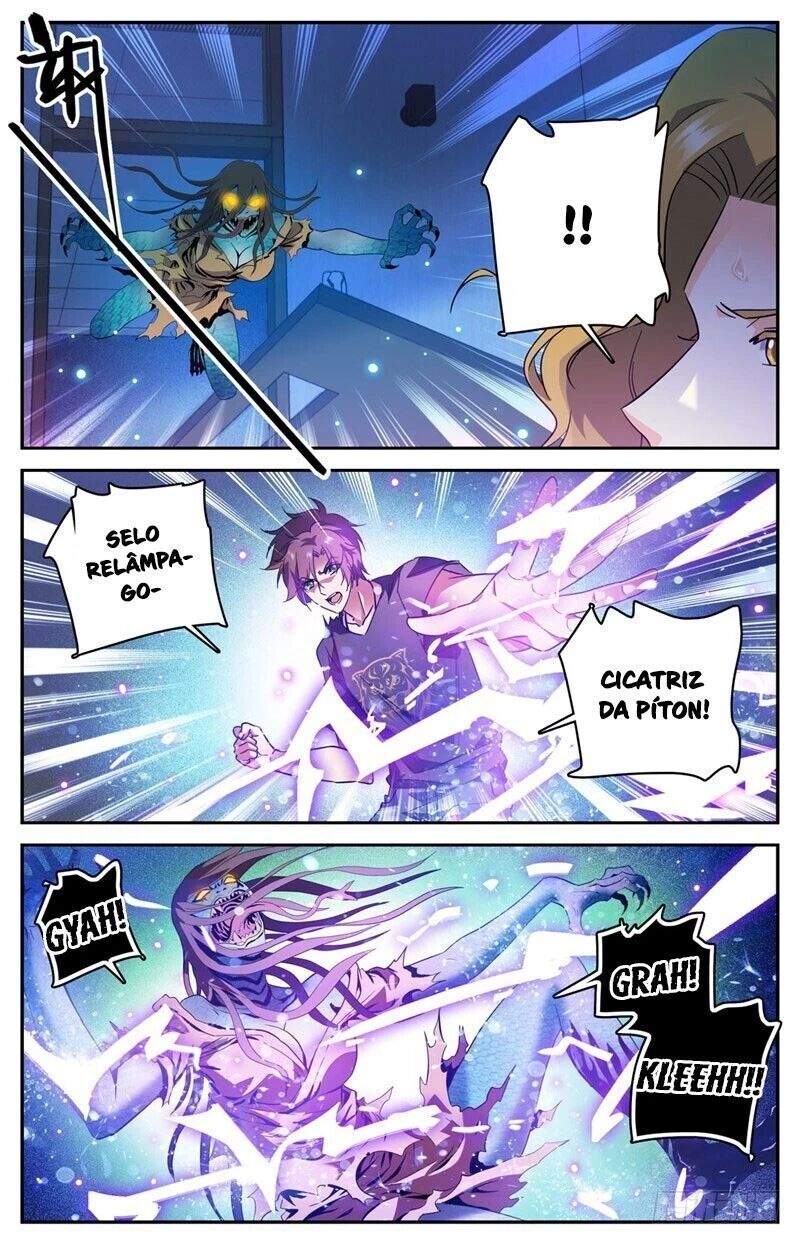 !!
SELO
RELÂMPA-
GO-
CICATRIZ
DA PÍTON!
GYAH!
GRAH!
KLEEHH!!